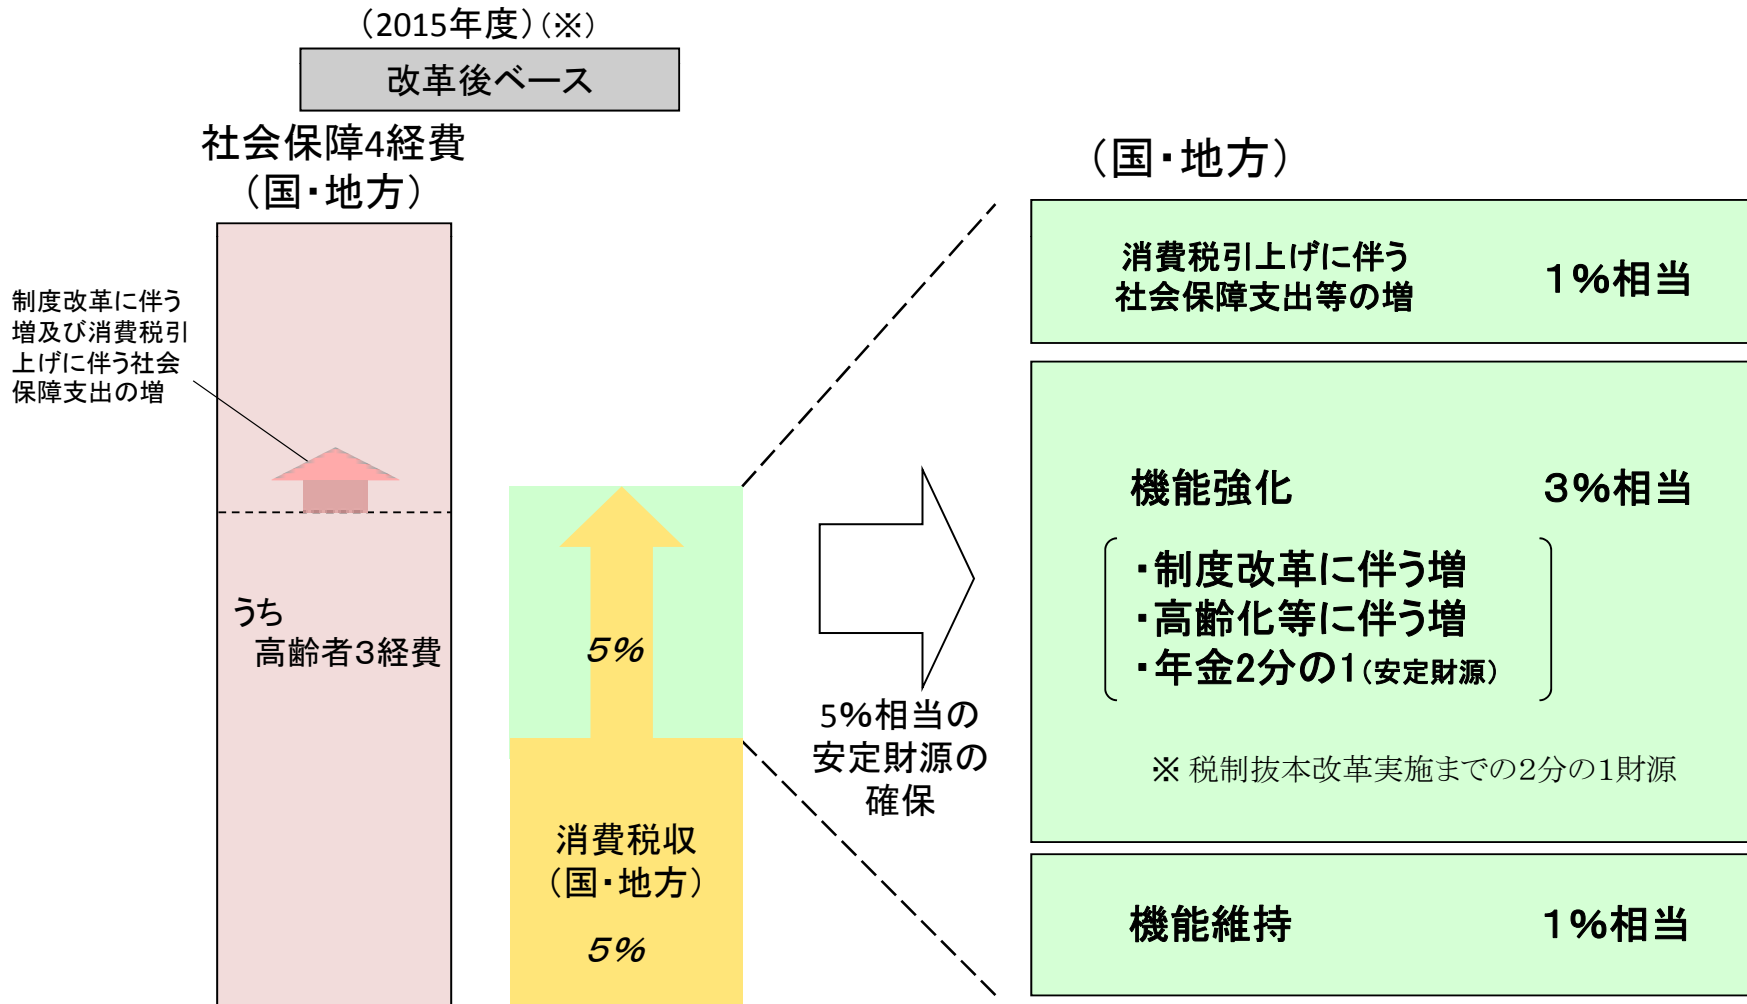 （2015年度）（※）
改革後ベース
社会保障4経費
（国・地方）
制度改革に伴う
増及び消費税引
上げに伴う社会
保障支出の増
うち
高齢者３経費
5%
消費税収
（国・地方）
5%
5%相当の
安定財源の
確保
（国・地方）
消費税引上げに伴う
社会保障支出等の増
１％相当
機能強化
３％相当
・制度改革に伴う増
・高齢化等に伴う増
・年金2分の1（安定財源）
※ 税制抜本改革実施までの2分の1財源
機能維持
１％相当